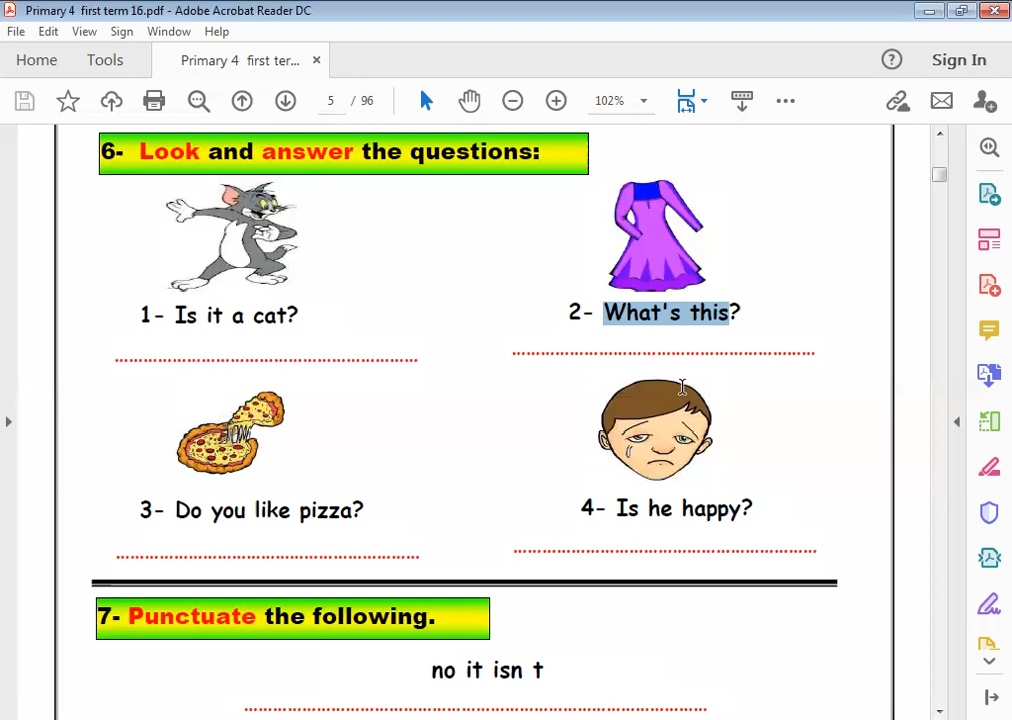 Primary 4 first term 16.pdf - Adobe Acrobat Reader DC
File Edit View Sign Window Help
Home Tools Primary 4 first ter... × Sign In
5 / 96 102%
6- Look and answer the questions:
1- Is it a cat? 2- What's this?
3- Do you like pizza? 4- Is he happy?
7- Punctuate the following.
no it isn t